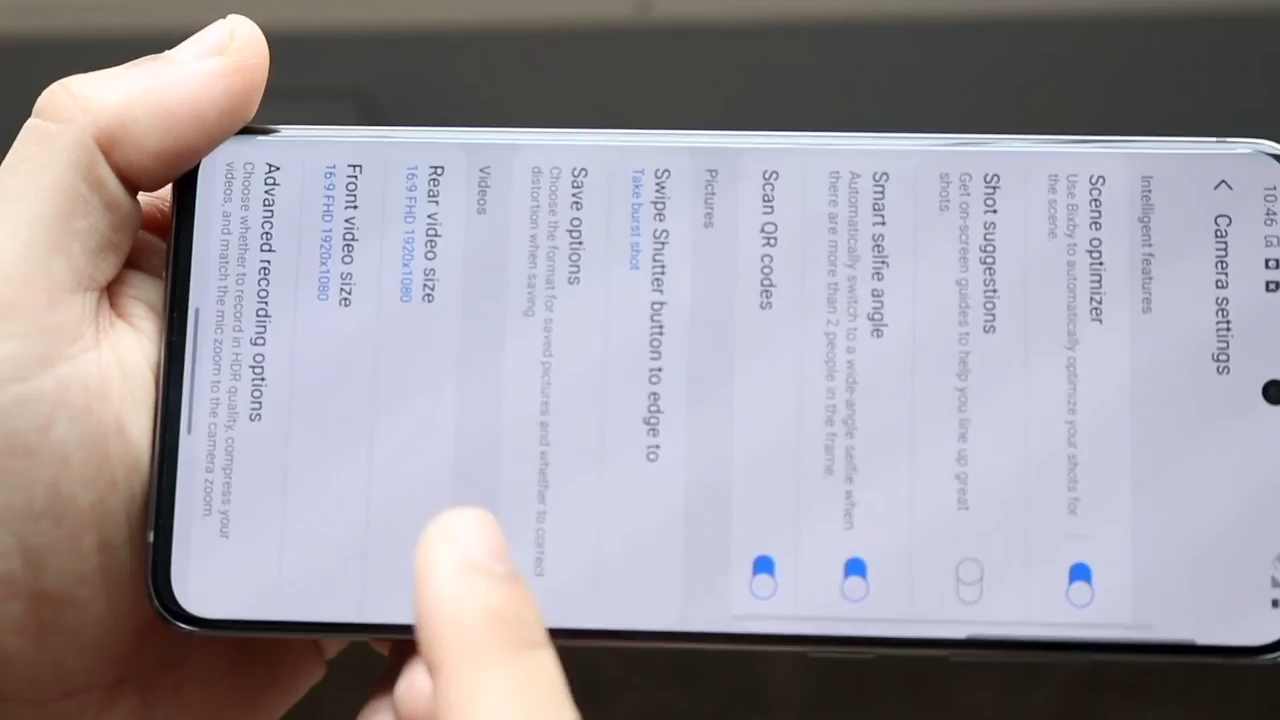 10:46
Camera settings
Intelligent features
Scene optimizer
Use Bixby to automatically optimize your shots for
the scene.
Shot suggestions
Get on-screen guides to help you line up great
shots.
Smart selfie angle
Automatically switch to a wide-angle selfie when
there are more than 2 people in the frame.
Scan QR codes
Pictures
Swipe Shutter button to edge to
Take burst shot
Save options
Choose the format for saved pictures and whether to correct
distortion when saving.
Videos
Rear video size
16:9 FHD 1920x1080
Front video size
16:9 FHD 1920x1080
Advanced recording options
Choose whether to record in HDR quality, compress your
videos, and match the mic zoom to the camera zoom.